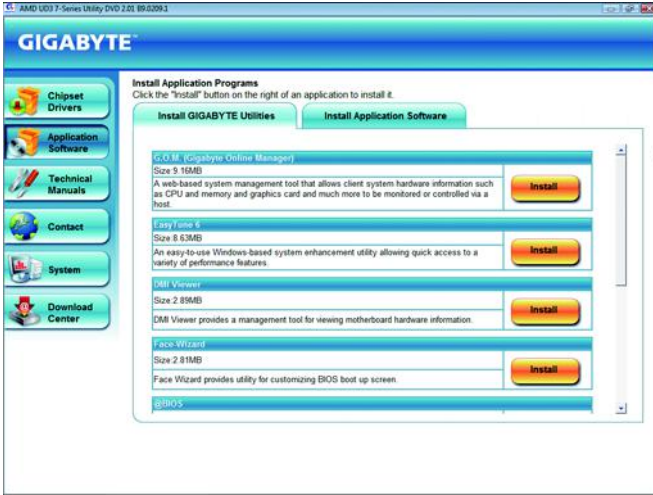 AMD UD3 7-Series Utility DVD 2.01 B9.0209.1
GIGABYTE™
Chipset
Drivers
Application
Software
Technical
Manuals
Contact
System
Download
Center
Install Application Programs
Click the "Install" button on the right of an application to install it.
Install GIGABYTE Utilities
Install Application Software
G.O.M. (Gigabyte Online Manager)
Size:9.16MB
A web-based system management tool that allows client system hardware information such
as CPU and memory and graphics card and much more to be monitored or controlled via a
host.
Install
EasyTune 6
Size:8.63MB
An easy-to-use Windows-based system enhancement utility allowing quick access to a
variety of performance features.
Install
DMI Viewer
Size:2.89MB
DMI Viewer provides a management tool for viewing motherboard hardware information.
Install
Face-Wizard
Size:2.81MB
Face Wizard provides utility for customizing BIOS boot up screen.
Install
@BIOS